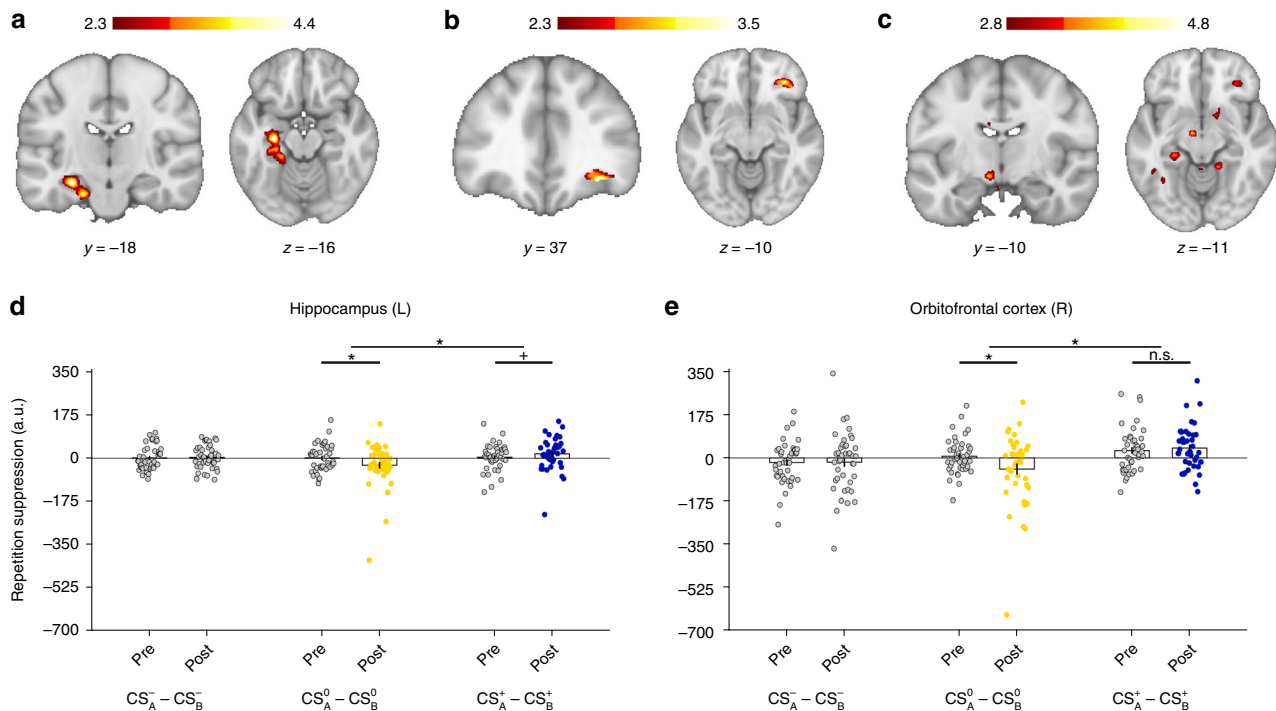 a
2.3 4.4
b
2.3 3.5
c
2.8 4.8
y = –18
z = –16
y = 37
z = –10
y = –10
z = –11
d
Hippocampus (L)
*
*
+
Repetition suppression (a.u.)
350
175
0
–175
–350
–525
–700
Pre
Post
Pre
Post
Pre
Post
CS⁻A – CS⁻B
CS⁰A – CS⁰B
CS⁺A – CS⁺B
e
Orbitofrontal cortex (R)
*
*
n.s.
350
175
0
–175
–350
–525
–700
Pre
Post
Pre
Post
Pre
Post
CS⁻A – CS⁻B
CS⁰A – CS⁰B
CS⁺A – CS⁺B